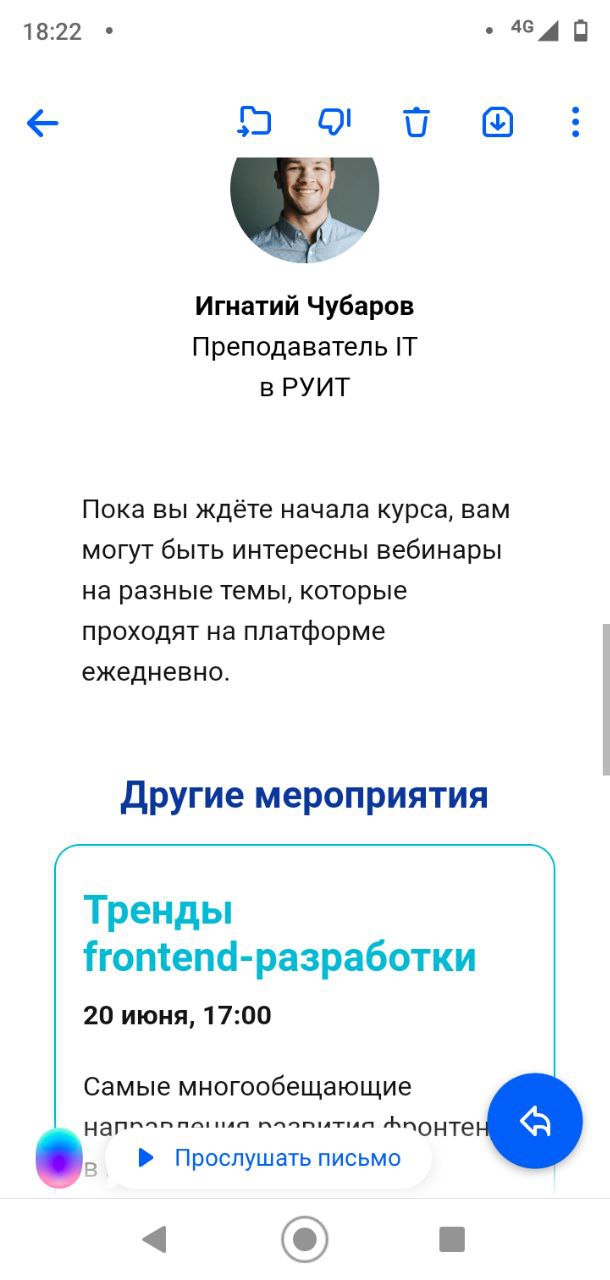 18:22
4G
Игнатий Чубаров
Преподаватель IT
в РУИТ
Пока вы ждёте начала курса, вам
могут быть интересны вебинары
на разные темы, которые
проходят на платформе
ежедневно.
Другие мероприятия
Тренды
frontend-разработки
20 июня, 17:00
Самые многообещающие
направления развития фронтен
в
Прослушать письмо